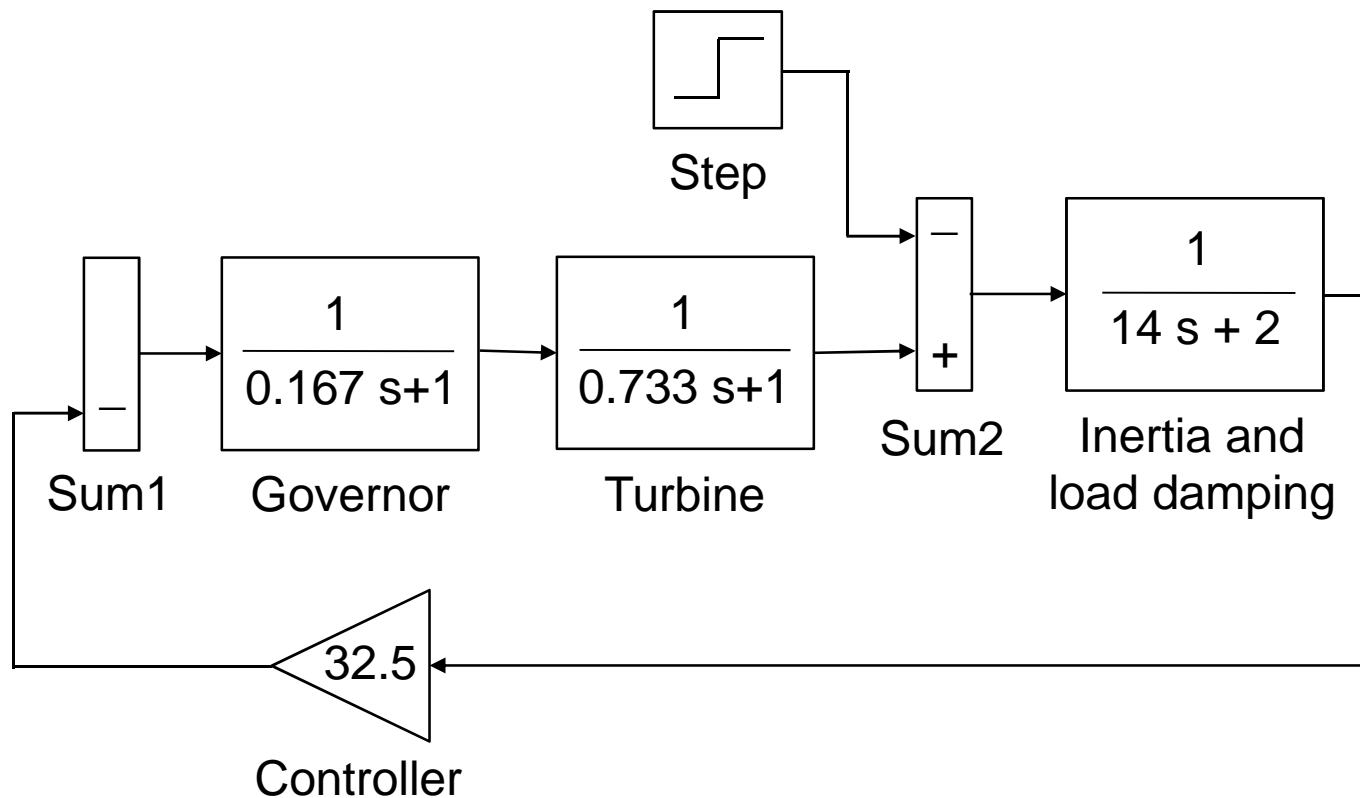 Step
−
+
Sum2
1
14 s + 2
Inertia and
load damping
−
Sum1
1
0.167 s+1
Governor
1
0.733 s+1
Turbine
32.5
Controller